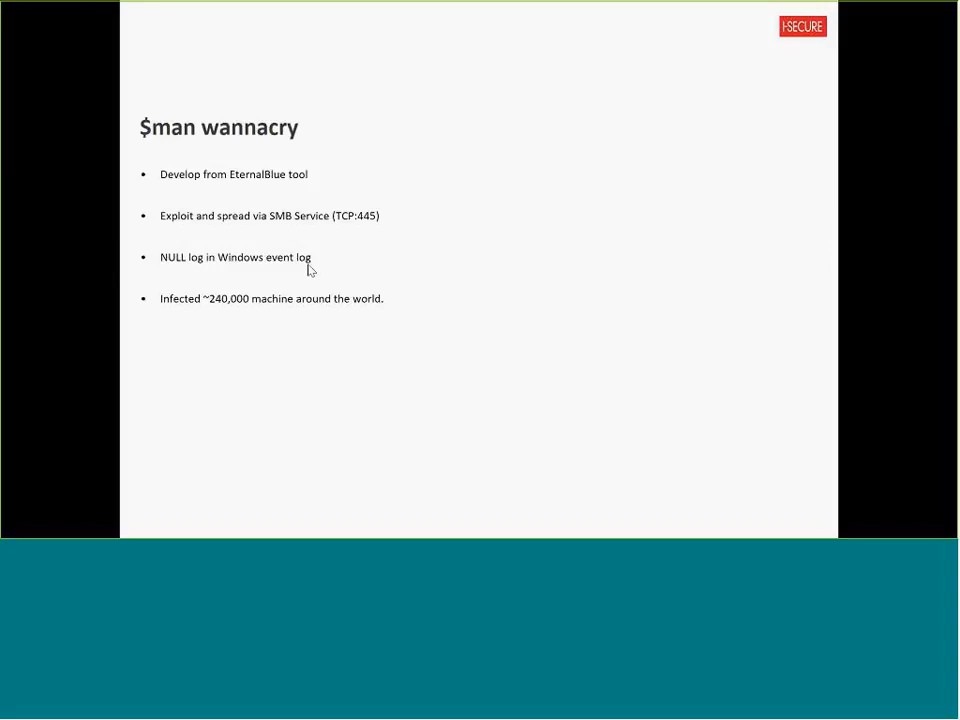 I-SECURE
$man wannacry
• Develop from EternalBlue tool
• Exploit and spread via SMB Service (TCP:445)
• NULL log in Windows event log
• Infected ~240,000 machine around the world.